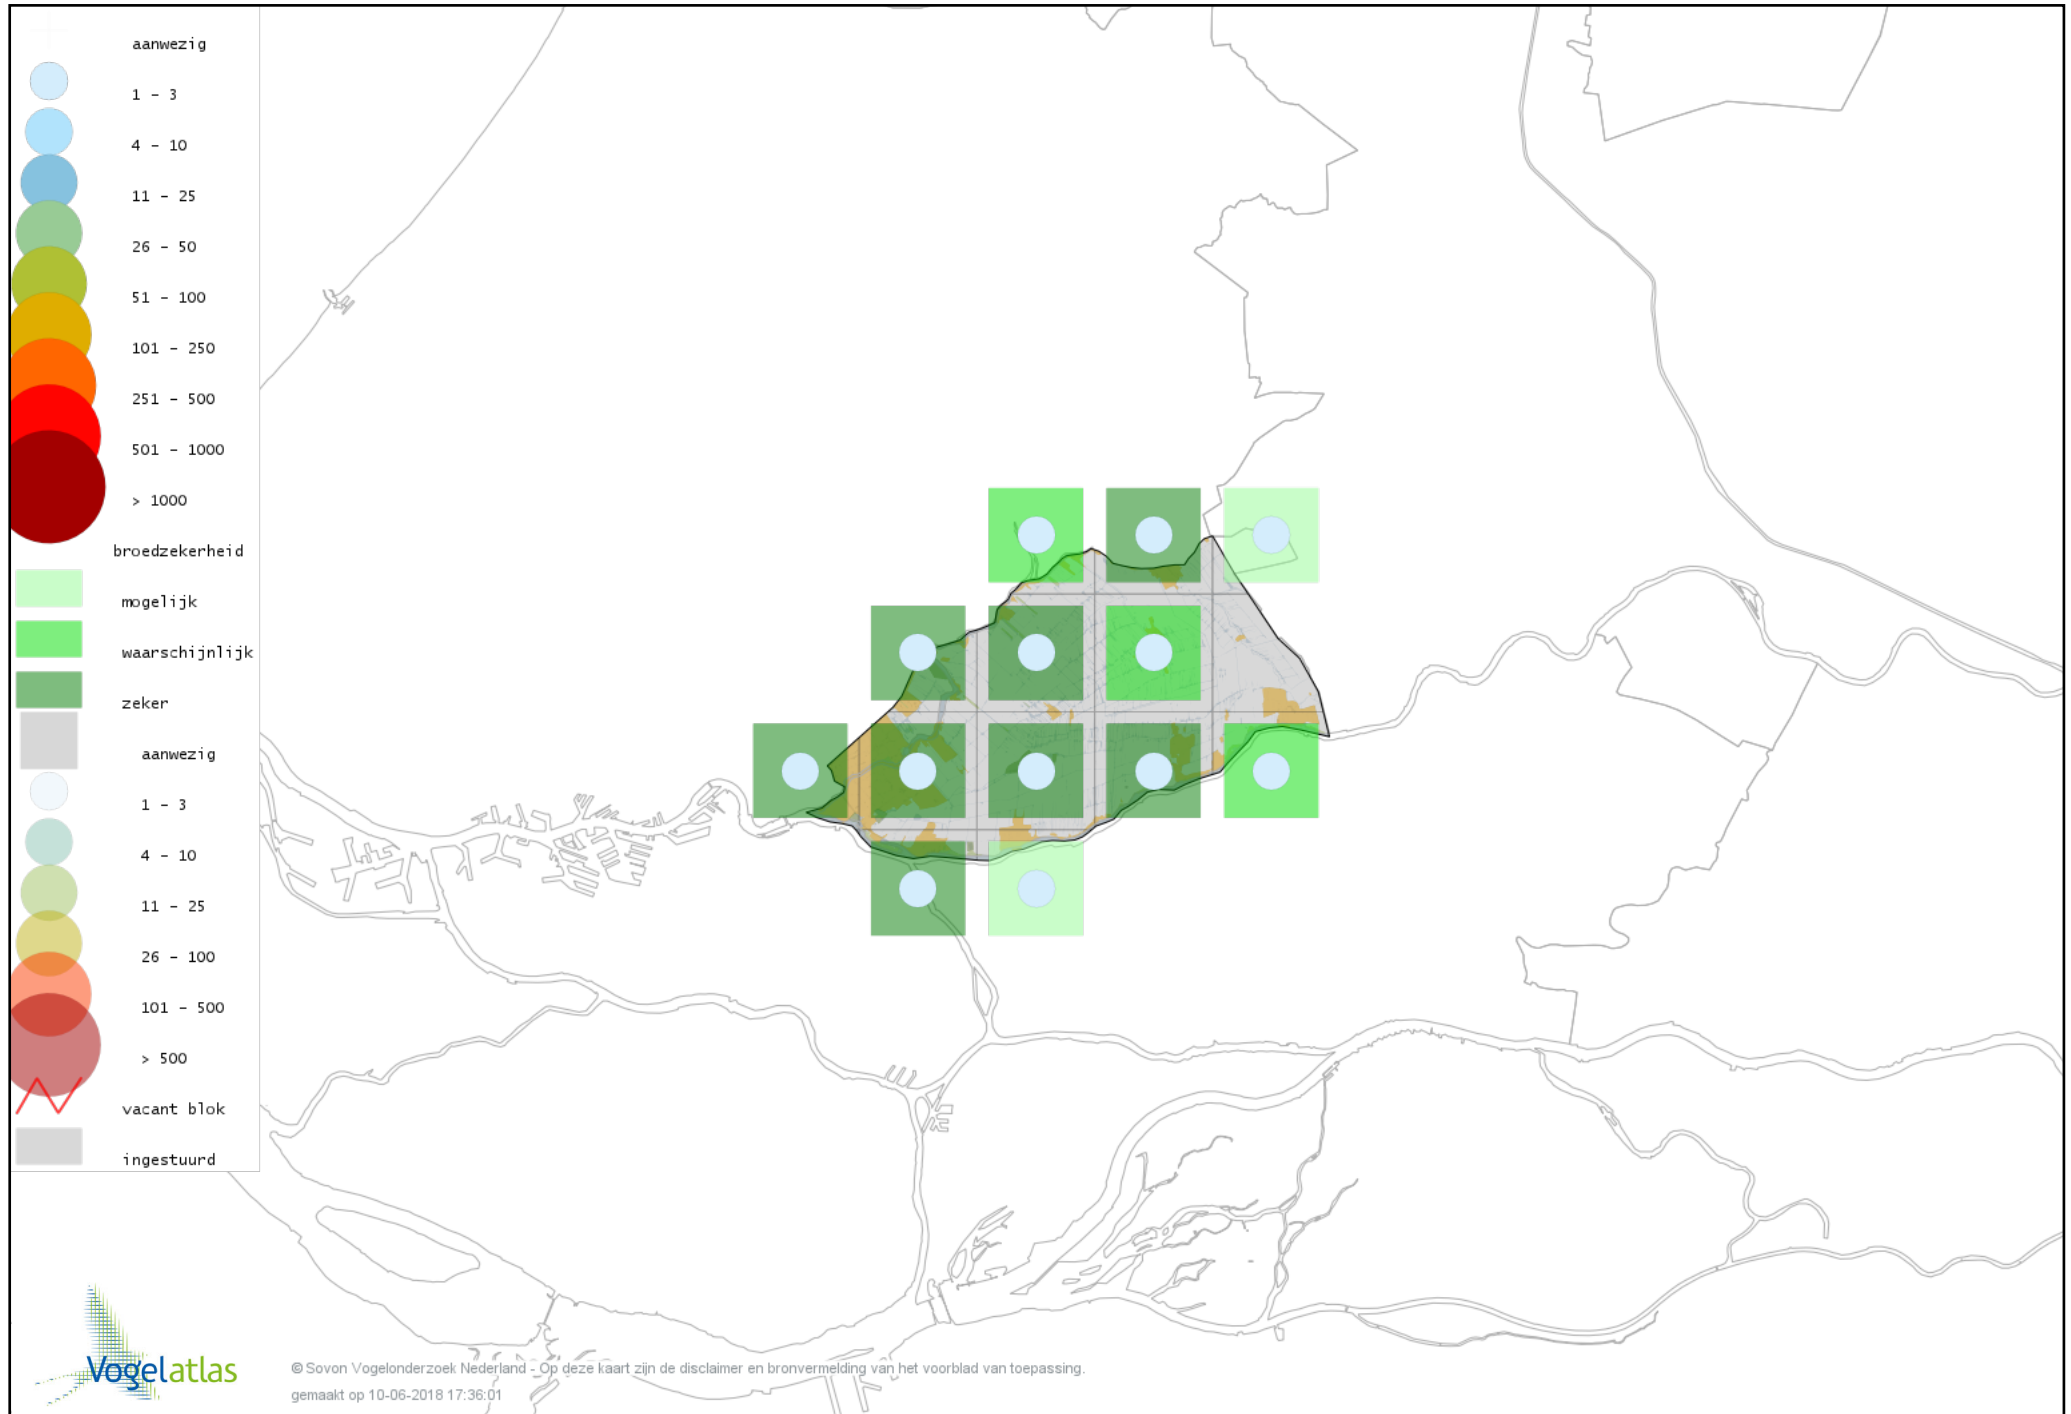 aanwezig
1 - 3
4 - 10
11 - 25
26 - 50
51 - 100
101 - 250
251 - 500
501 - 1000
> 1000
broedzekerheid
mogelijk
waarschijnlijk
zeker
aanwezig
1 - 3
4 - 10
11 - 25
26 - 100
101 - 500
> 500
vacant blok
ingestuurd
Vogelatlas
© Sovon Vogelonderzoek Nederland - Op deze kaart zijn de disclaimer en bronvermelding van het voorblad van toepassing.
gemaakt op 10-06-2018 17:36:01